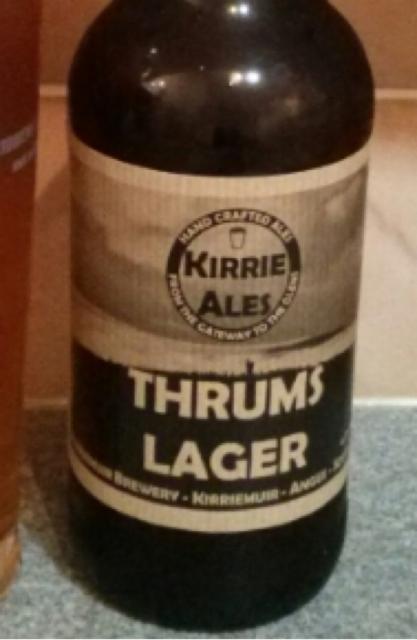 HAND CRAFTED ALES
KIRRIE
ALES
FROM THE GATEWAY TO THE GLENS
THRUMS
LAGER
BREWERY - KIRRIEMUIR - ANGUS -